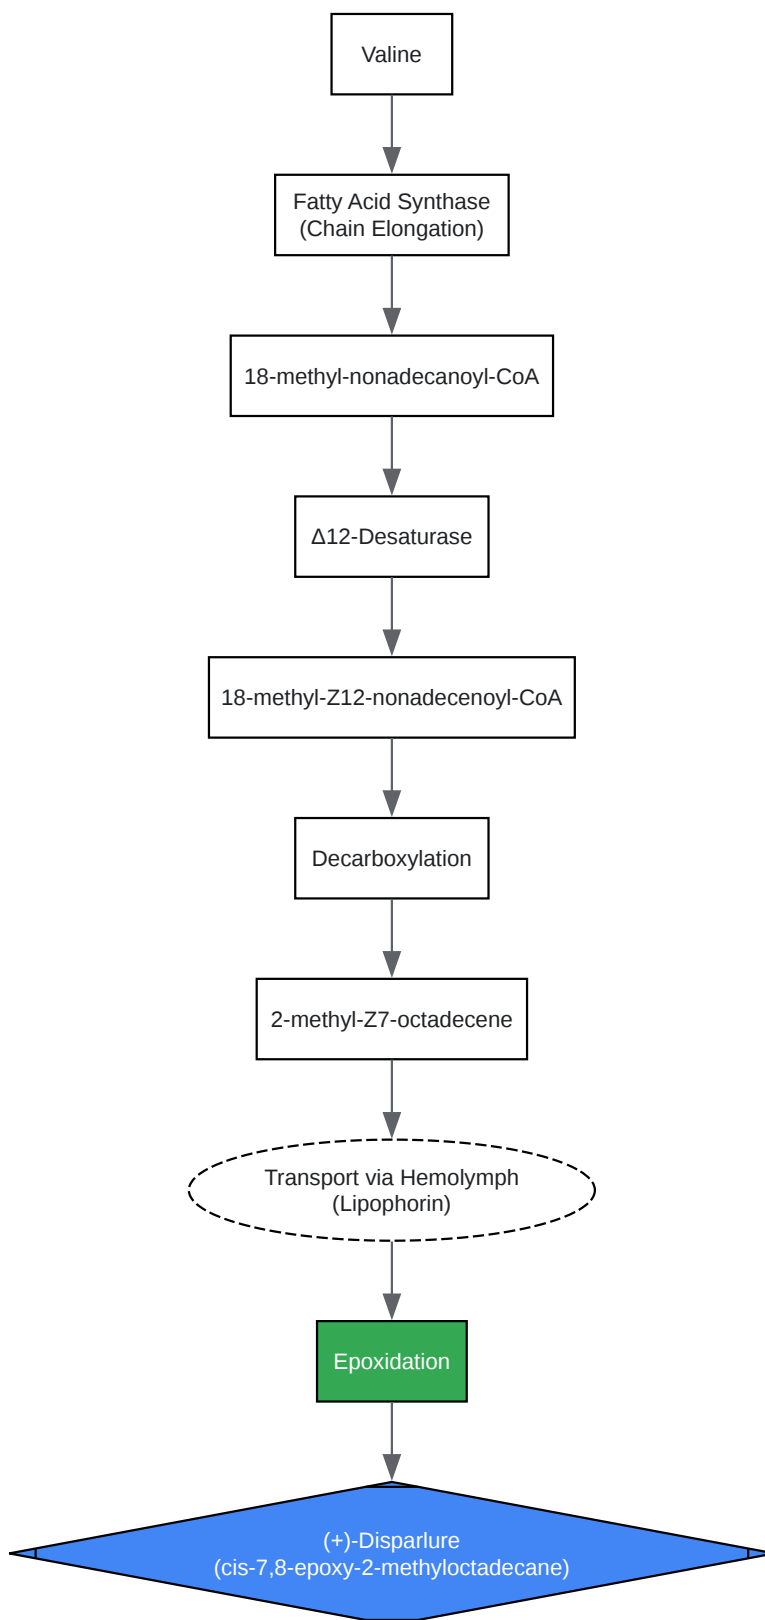 Valine
Fatty Acid Synthase
(Chain Elongation)
18-methyl-nonadecanoyl-CoA
Δ12-Desaturase
18-methyl-Z12-nonadecenoyl-CoA
Decarboxylation
2-methyl-Z7-octadecene
Transport via Hemolymph
(Lipophorin)
Epoxidation
(+)-Disparlure
(cis-7,8-epoxy-2-methyloctadecane)